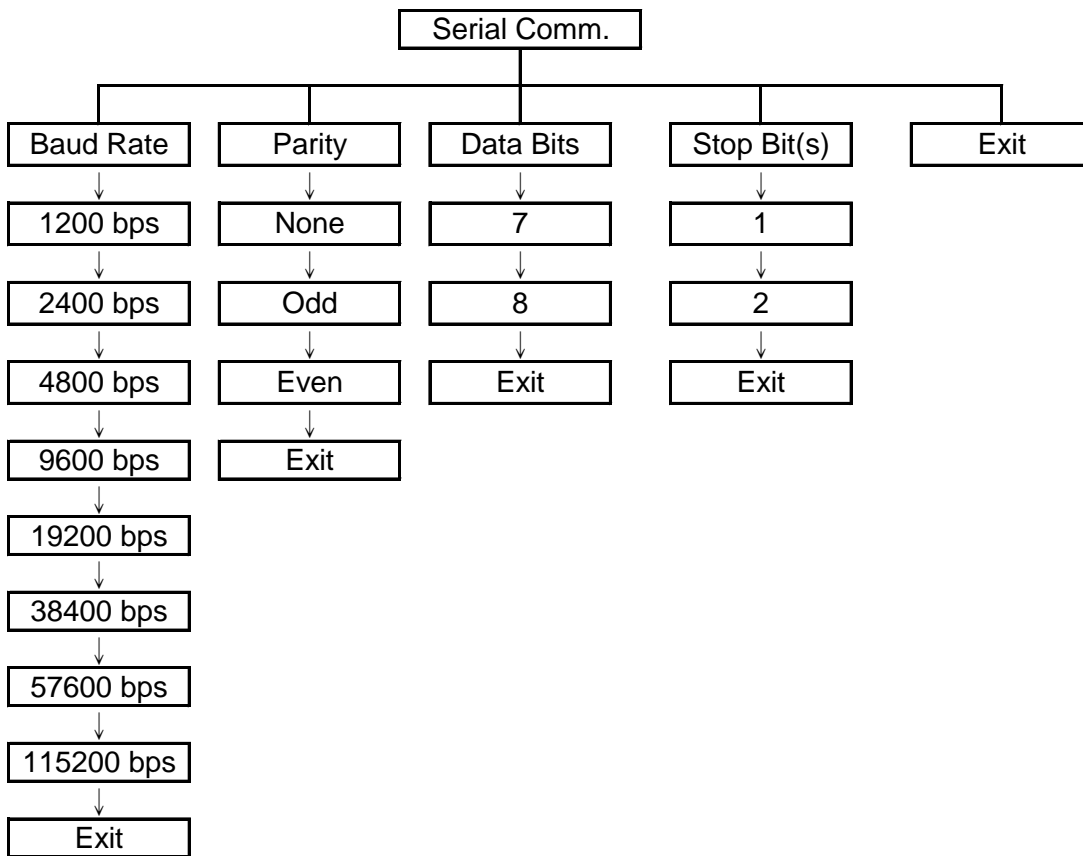 Serial Comm.
Baud Rate
Parity
Data Bits
Stop Bit(s)
Exit
1200 bps
None
7
1
2400 bps
Odd
8
2
4800 bps
Even
Exit
Exit
9600 bps
Exit
19200 bps
38400 bps
57600 bps
115200 bps
Exit